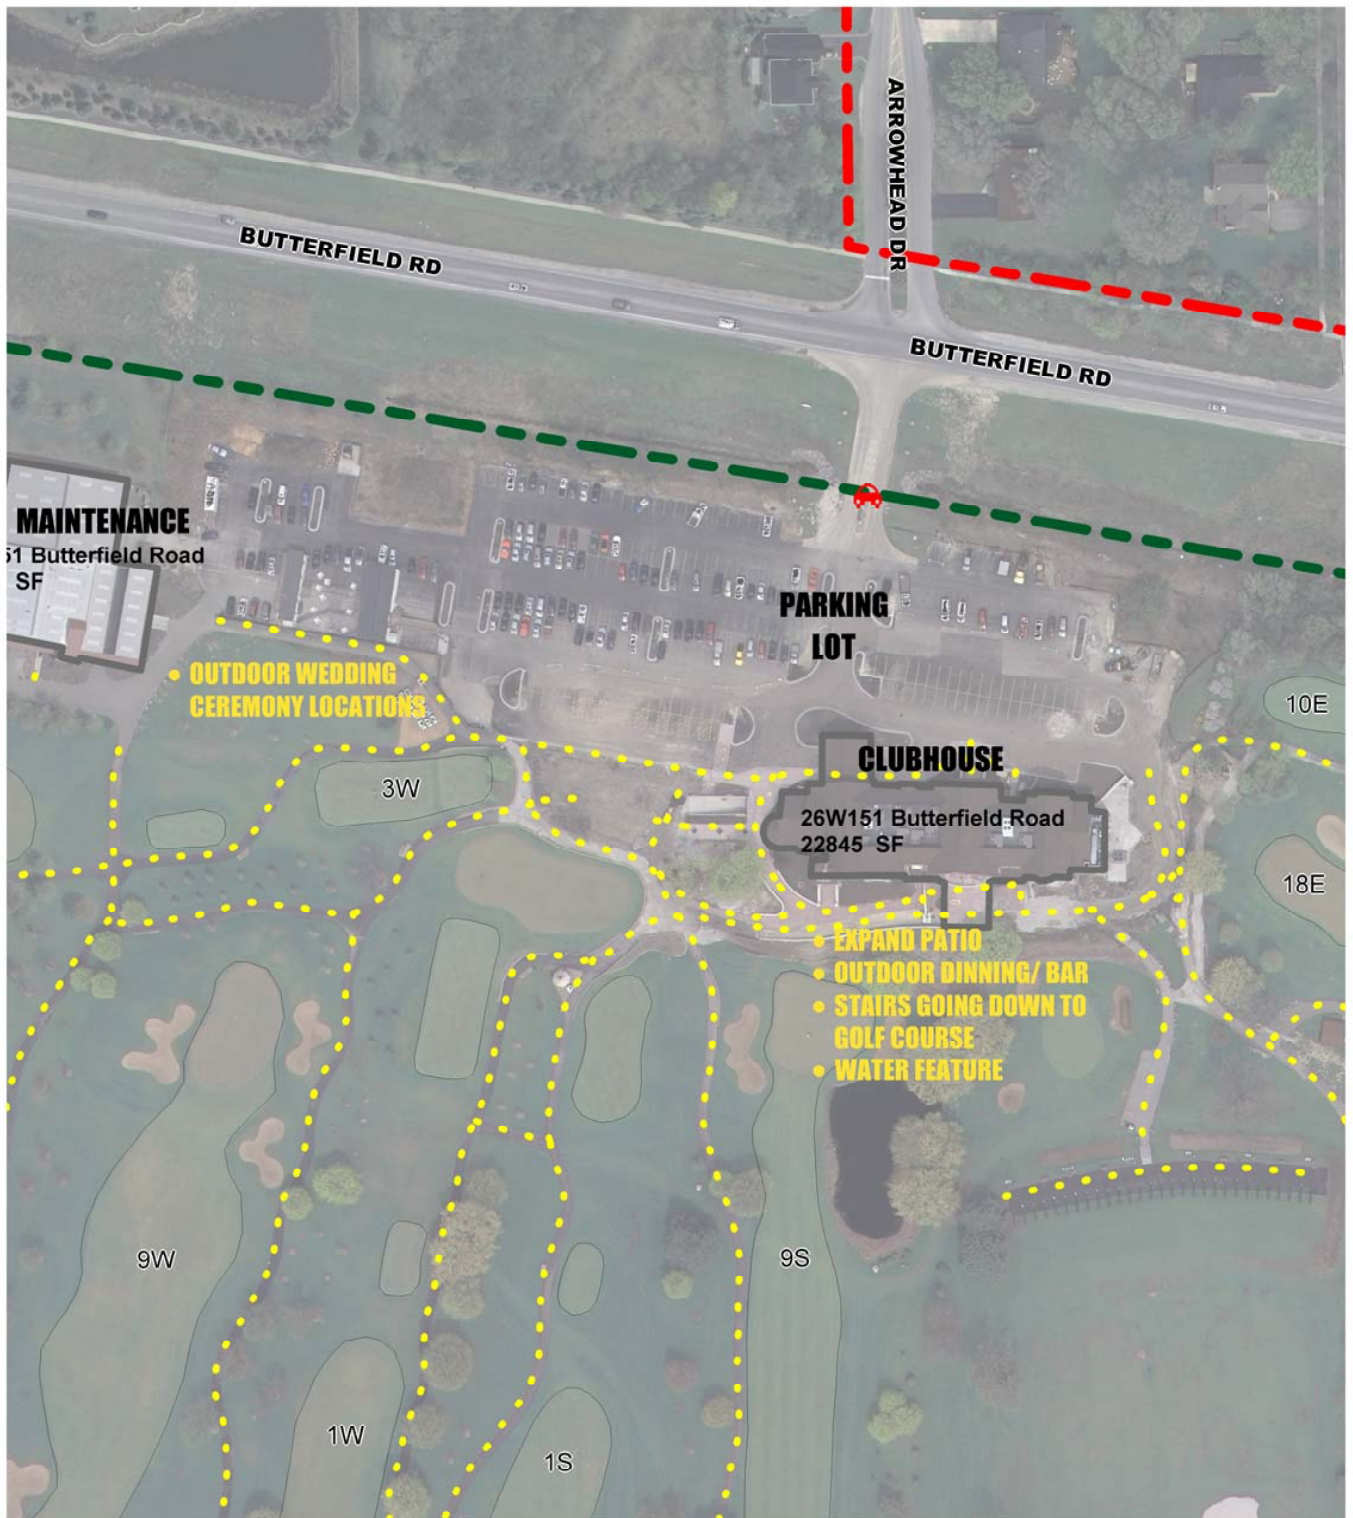 ARROWHEAD DR
BUTTERFIELD RD
BUTTERFIELD RD
MAINTENANCE
51 Butterfield Road
SF
PARKING
LOT
• OUTDOOR WEDDING
CEREMONY LOCATIONS
10E
CLUBHOUSE
3W
26W151 Butterfield Road
22845 SF
18E
• EXPAND PATIO
• OUTDOOR DINNING/ BAR
• STAIRS GOING DOWN TO
GOLF COURSE
• WATER FEATURE
9W
9S
1W
1S